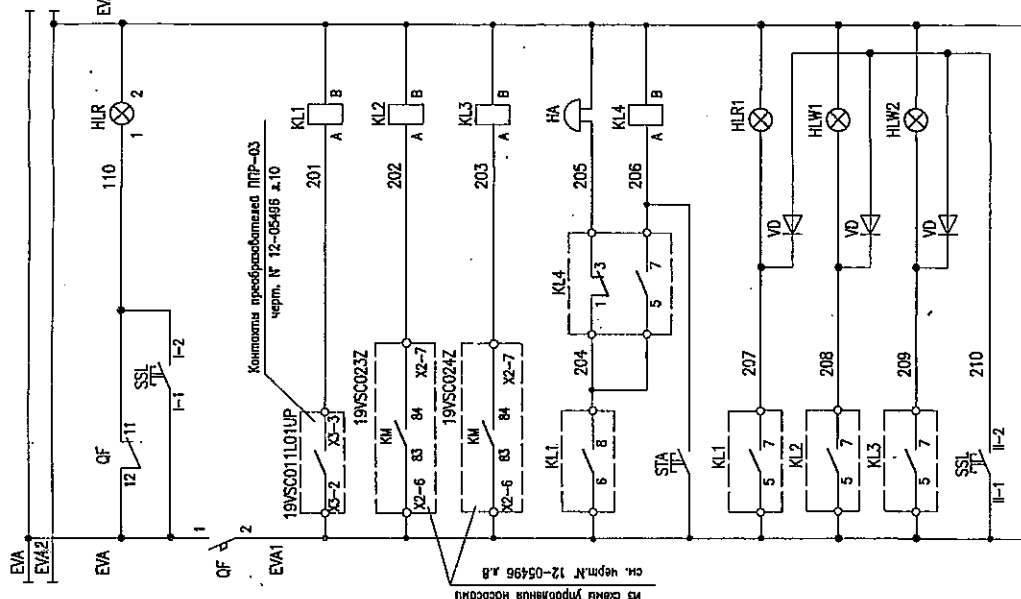 EVA
EVA2
EVA
EVA
HLR
1
2
110
QF
12
11
SSL
I-1
I-2
1
QF
2
EVA1
Контакты преобразователей ППР-03
черт. № 12-05496 л.10
19VSC011L01UP
X3-2
X3-3
201
KL1
A
B
19VSC023Z
KM
X2-6
83
84
X2-7
202
KL2
A
B
19VSC024Z
KM
X2-6
83
84
X2-7
203
KL3
A
B
из схемы управления насосами
см. черт.№ 12-05496 л.8
KL1
6
8
204
KL4
1
3
205
HA
5
7
206
KL4
A
B
STA
KL1
5
7
207
HLR1
VD
KL2
5
7
208
HLW1
VD
KL3
5
7
209
HLW2
VD
SSL
II-1
II-2
210